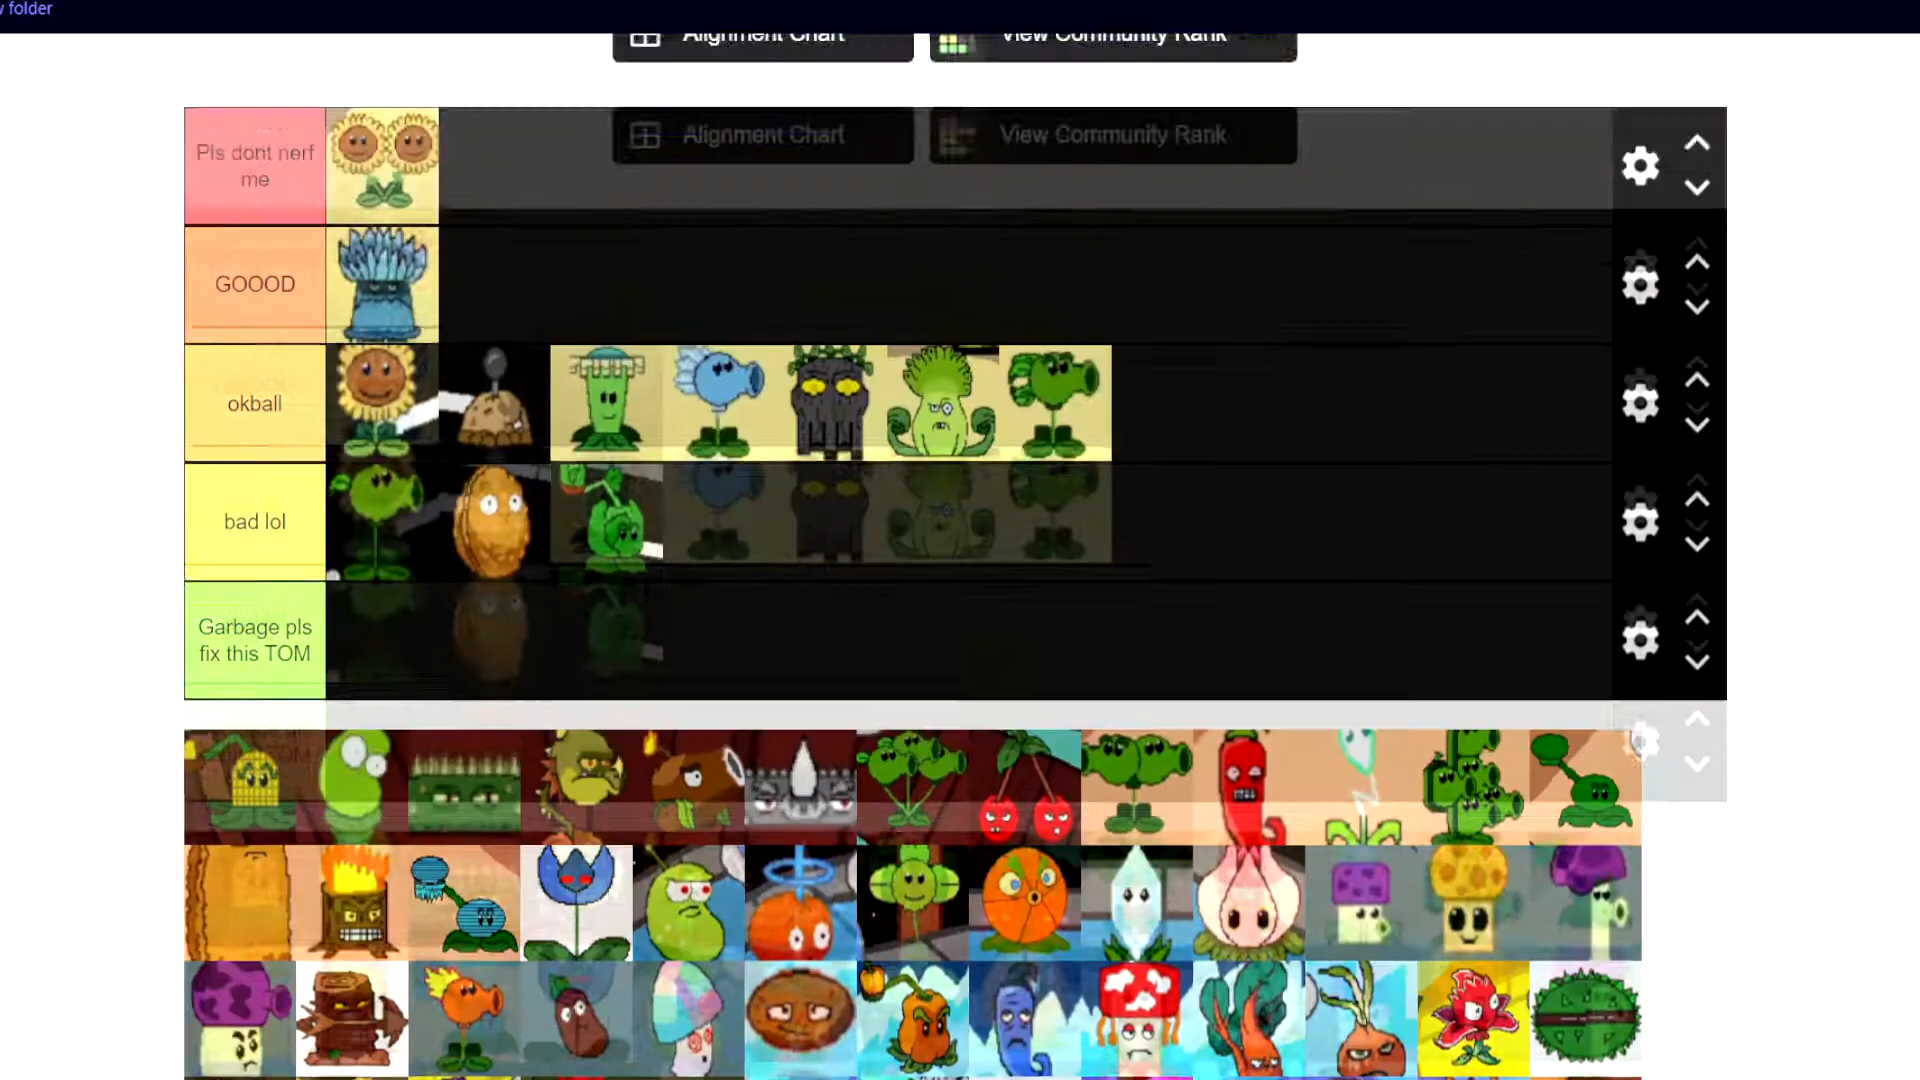 w folder
Alignment Chart
View Community Rank
Alignment Chart
View Community Rank
Pls dont nerf
me
GOOOD
okball
bad lol
Garbage pls
fix this TOM